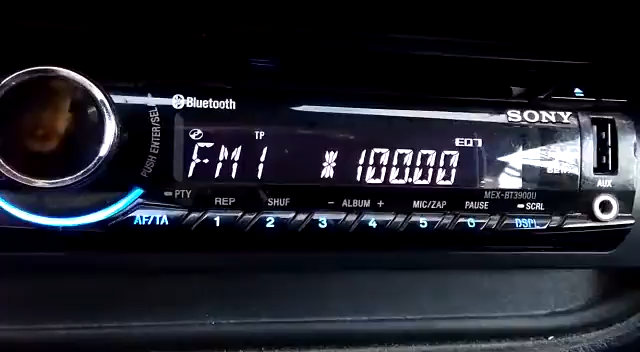 Bluetooth
SONY
PUSH ENTER/SEL
TP
EQ7
FM1 * 100.00
PTY
MEX-BT3900U
AUX
REP
SHUF
− ALBUM +
MIC/ZAP
PAUSE
SCRL
AF/TA
1
2
3
4
5
6
DSPL